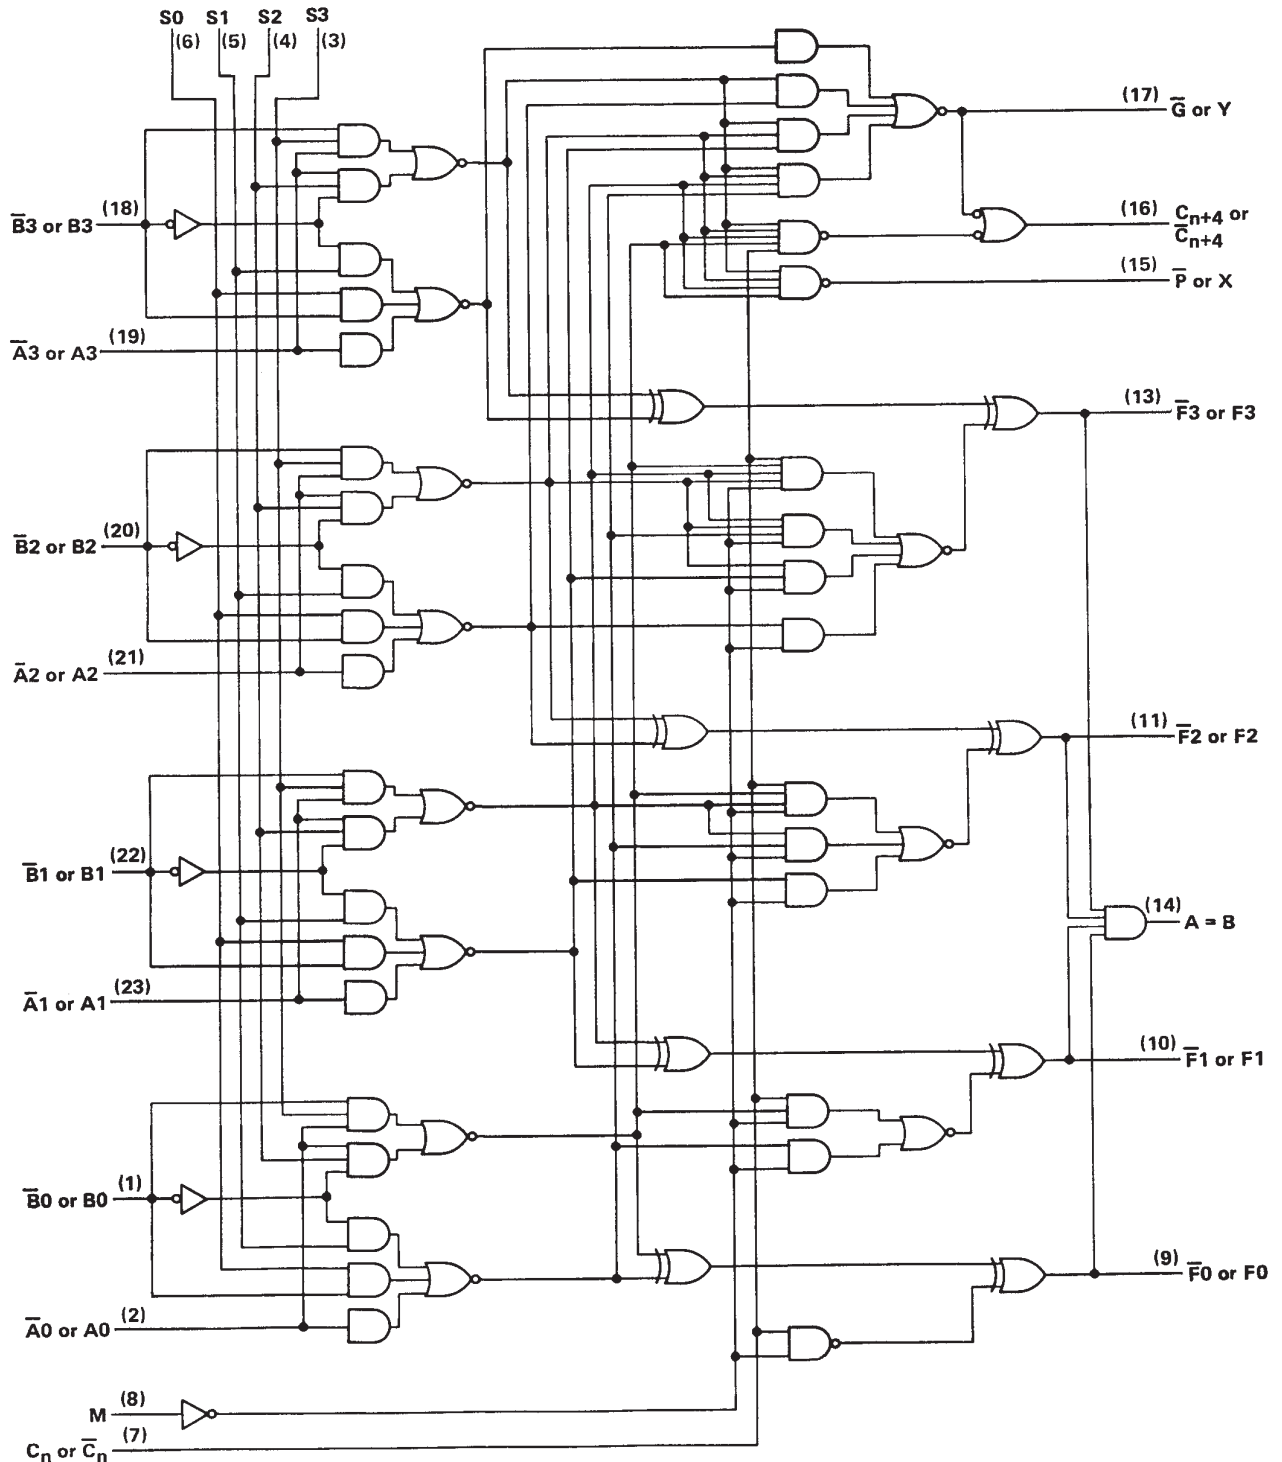 S0 S1 S2 S3
(6) (5) (4) (3)
(17) G̅ or Y
(18) B̅3 or B3
(16) Cn+4 or
C̅n+4
(15) P̅ or X
(19) A̅3 or A3
(13) F̅3 or F3
(20) B̅2 or B2
(21) A̅2 or A2
(11) F̅2 or F2
(22) B̅1 or B1
(14) A = B
(23) A̅1 or A1
(10) F̅1 or F1
(1) B̅0 or B0
(9) F̅0 or F0
(2) A̅0 or A0
(8) M
(7) Cn or C̅n